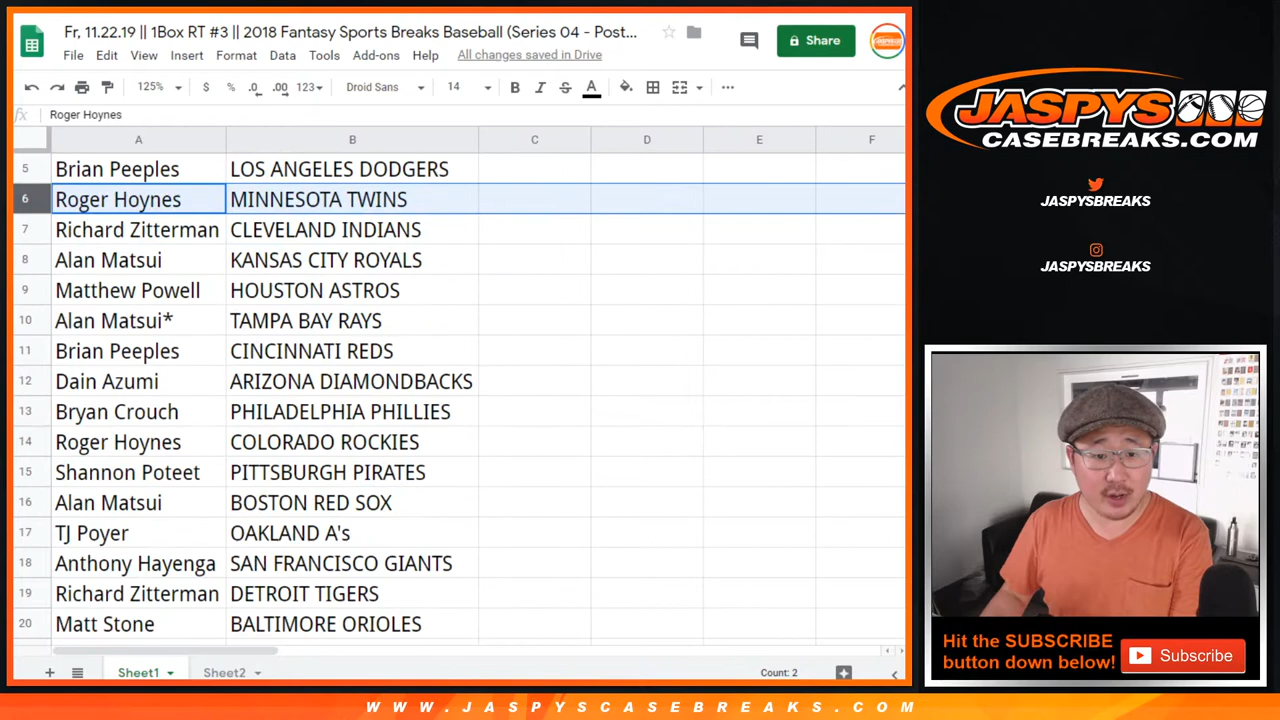 Fr, 11.22.19 || 1Box RT #3 || 2018 Fantasy Sports Breaks Baseball (Series 04 - Post...
File Edit View Insert Format Data Tools Add-ons Help All changes saved in Drive
Share
125% $ % .0 .00 123 Droid Sans 14 B I S A
fx Roger Hoynes
A B C D E F
5 Brian Peeples LOS ANGELES DODGERS
6 Roger Hoynes MINNESOTA TWINS
7 Richard Zitterman CLEVELAND INDIANS
8 Alan Matsui KANSAS CITY ROYALS
9 Matthew Powell HOUSTON ASTROS
10 Alan Matsui* TAMPA BAY RAYS
11 Brian Peeples CINCINNATI REDS
12 Dain Azumi ARIZONA DIAMONDBACKS
13 Bryan Crouch PHILADELPHIA PHILLIES
14 Roger Hoynes COLORADO ROCKIES
15 Shannon Poteet PITTSBURGH PIRATES
16 Alan Matsui BOSTON RED SOX
17 TJ Poyer OAKLAND A's
18 Anthony Hayenga SAN FRANCISCO GIANTS
19 Richard Zitterman DETROIT TIGERS
20 Matt Stone BALTIMORE ORIOLES
Sheet1 Sheet2 Count: 2
JASPYS
CASEBREAKS.COM
JASPYSBREAKS
JASPYSBREAKS
Hit the SUBSCRIBE
button down below!
Subscribe
WWW.JASPYSCASEBREAKS.COM